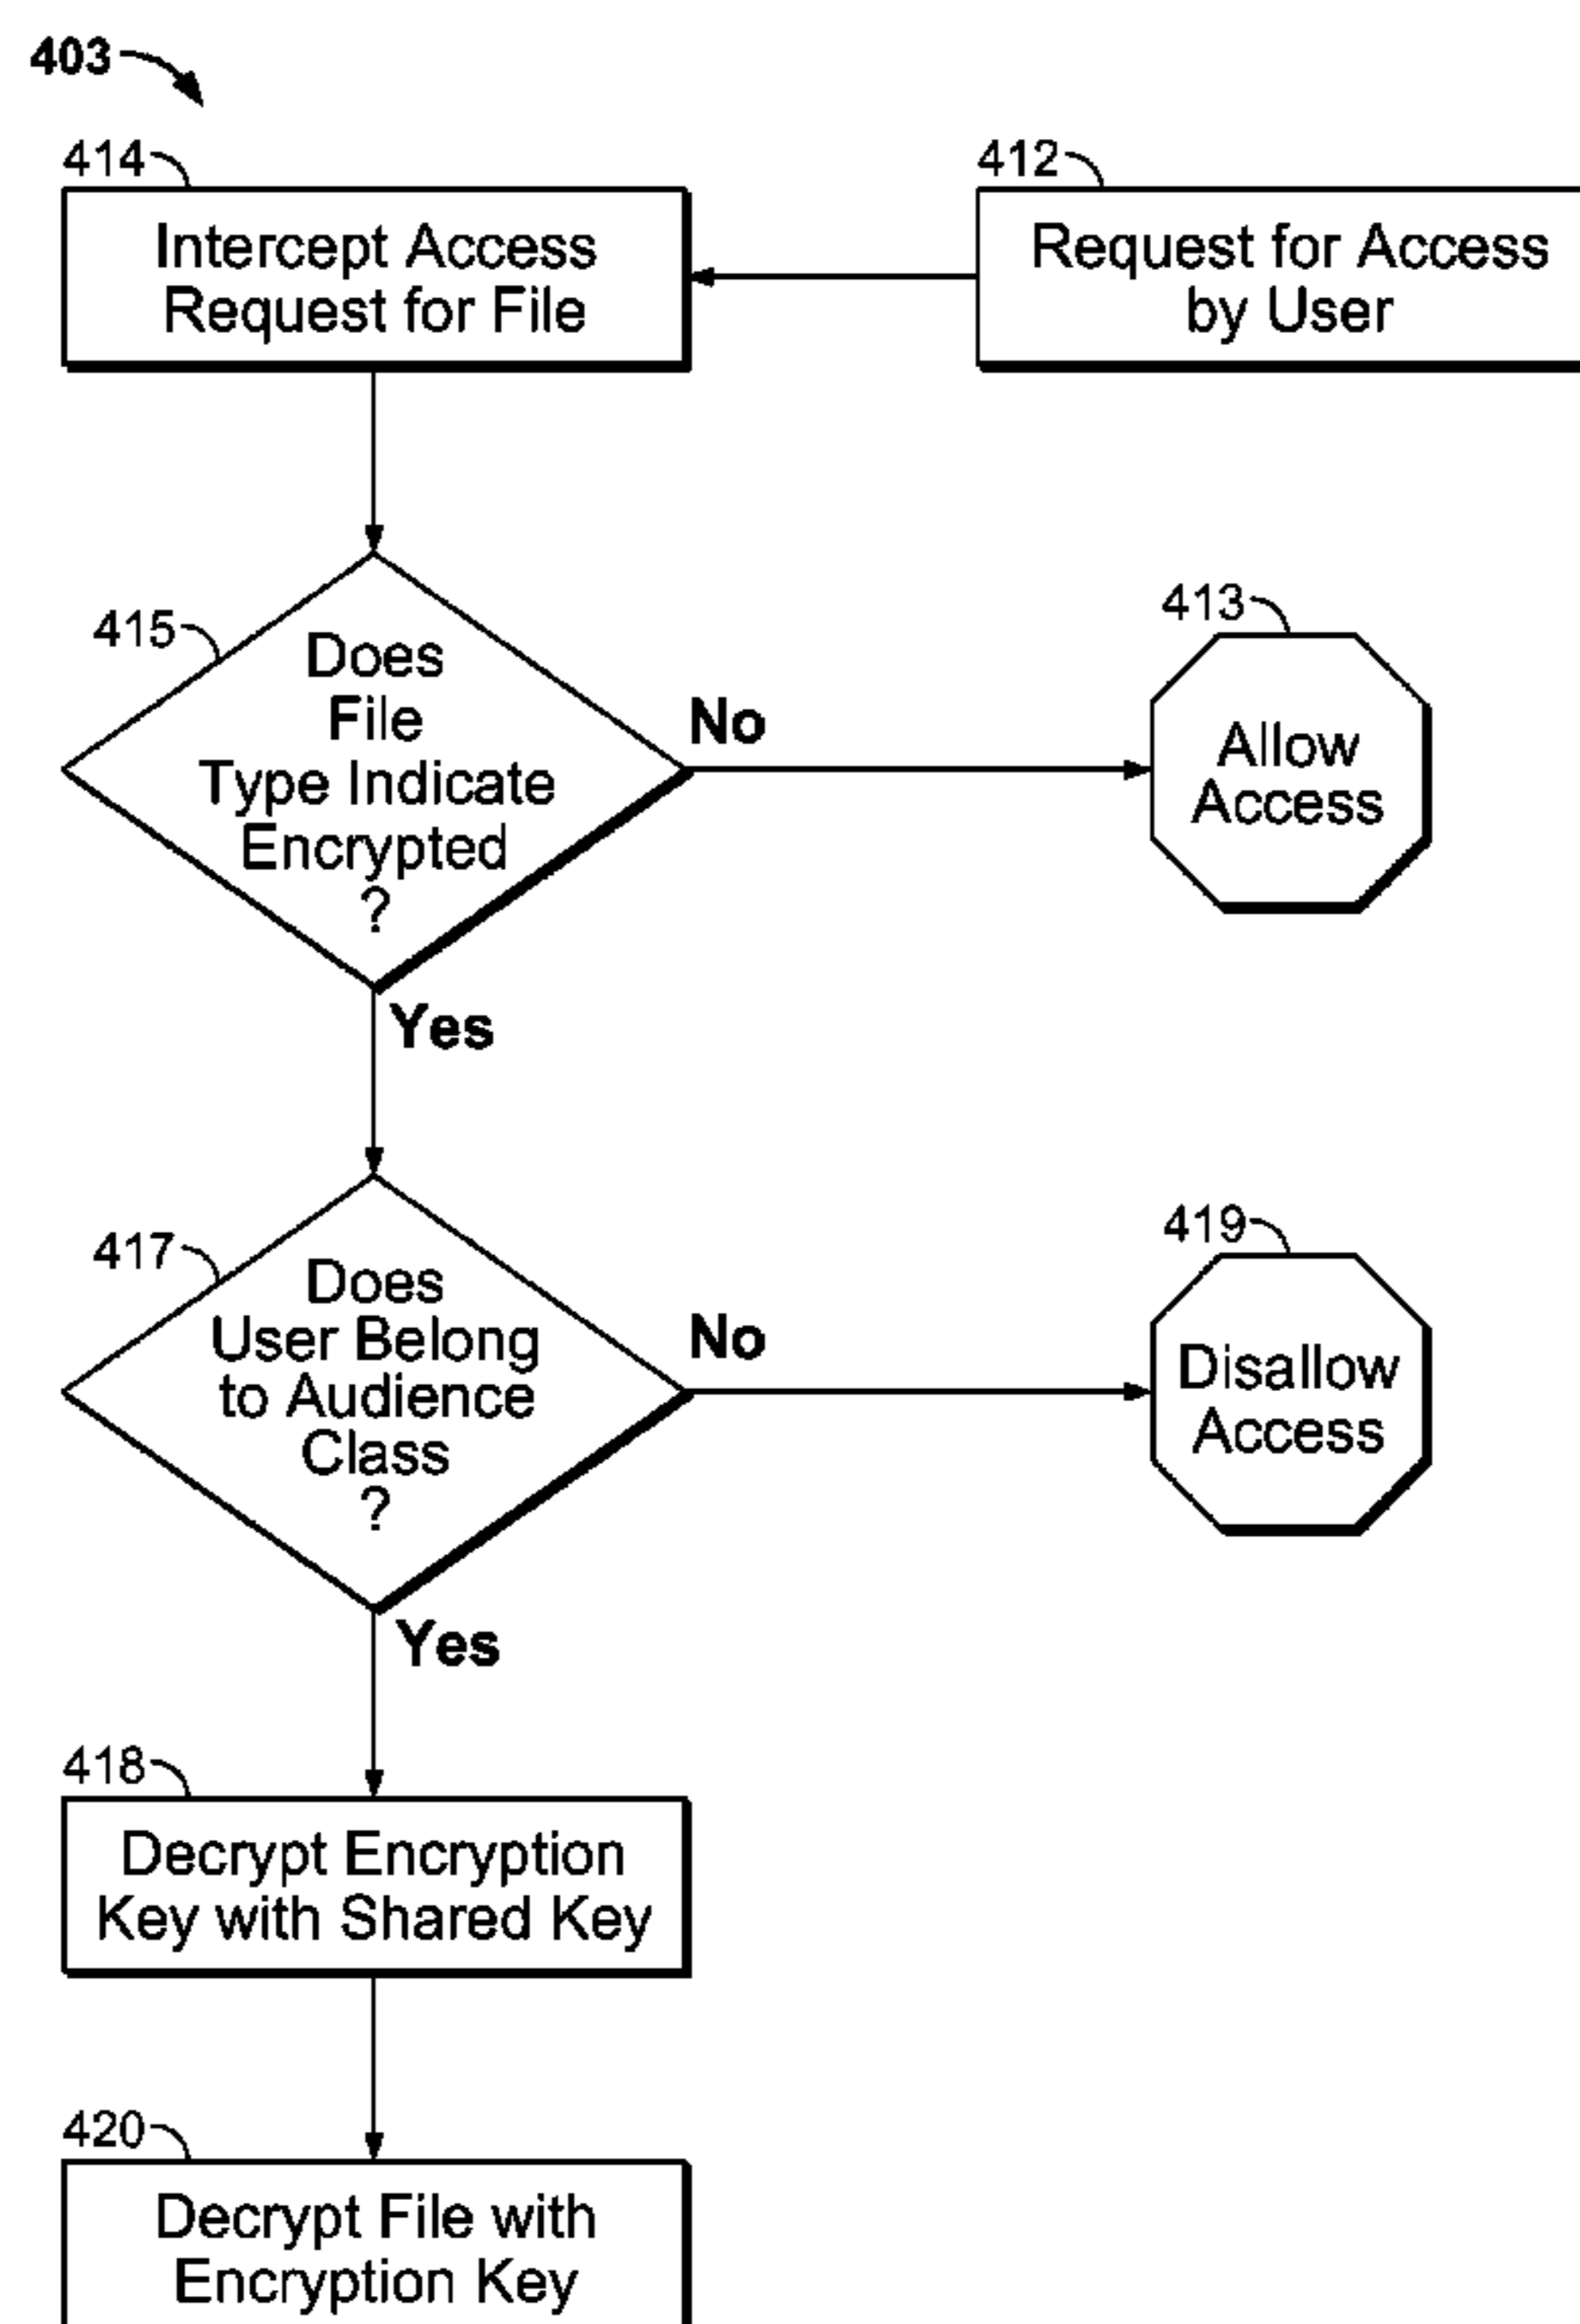 403
414
Intercept Access
Request for File
412
Request for Access
by User
415
Does
File
Type Indicate
Encrypted
?
No
Yes
413
Allow
Access
417
Does
User Belong
to Audience
Class
?
No
Yes
419
Disallow
Access
418
Decrypt Encryption
Key with Shared Key
420
Decrypt File with
Encryption Key